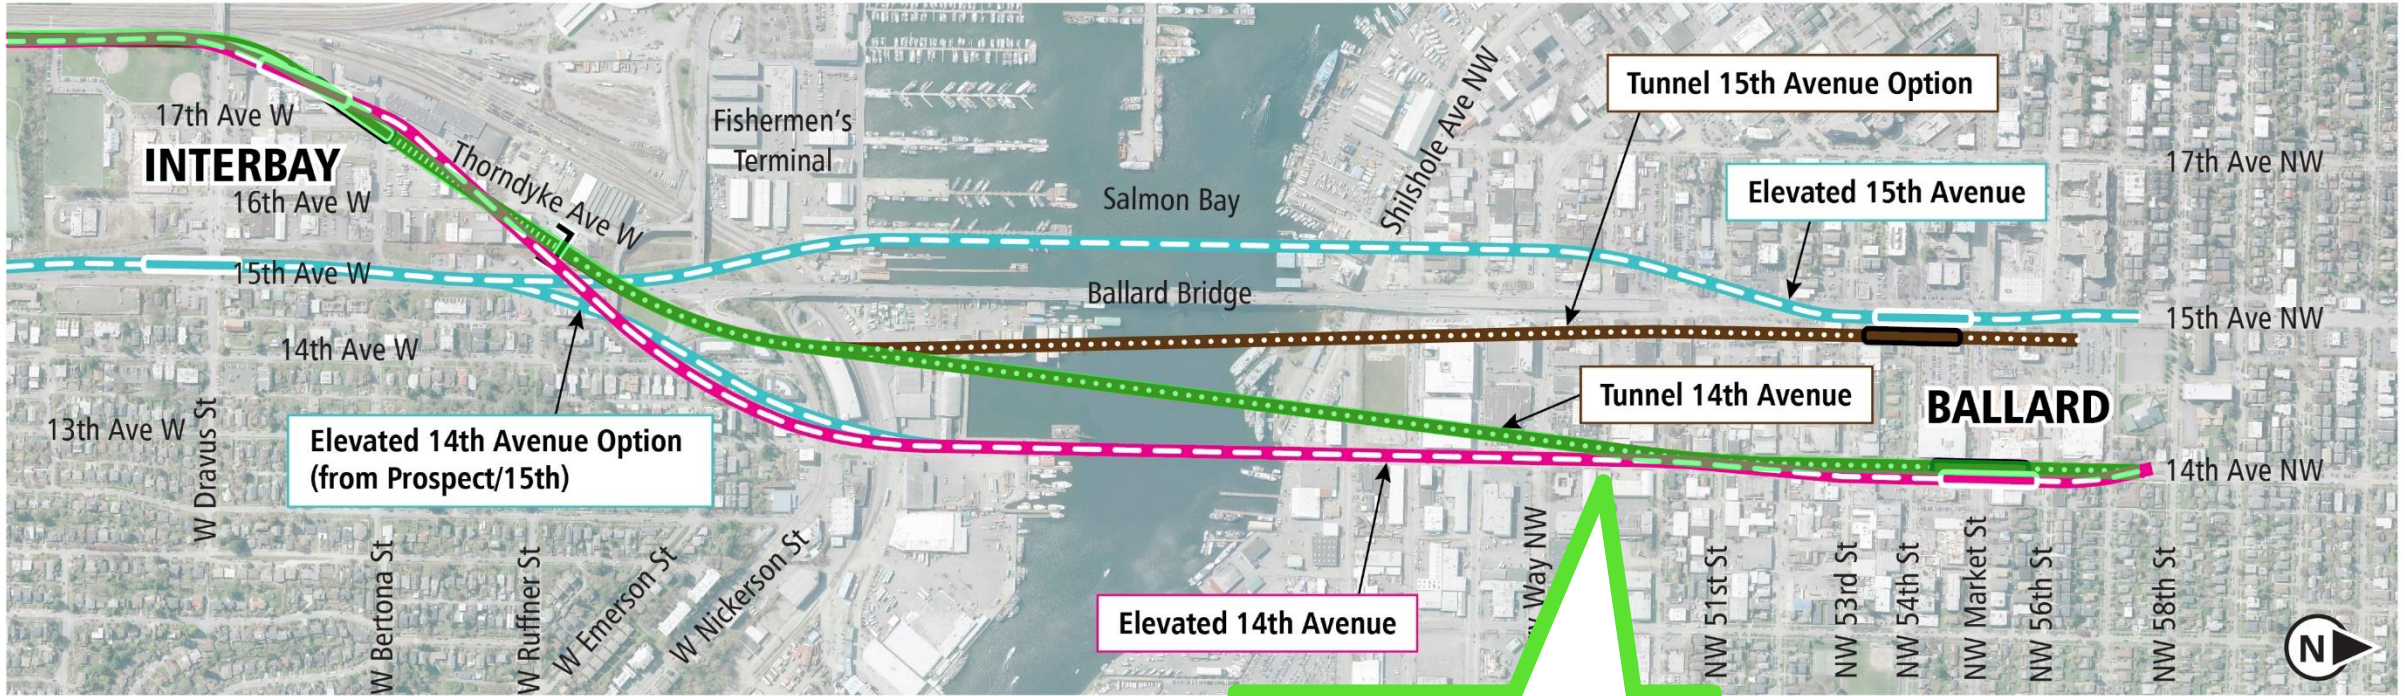 17th Ave W
INTERBAY
16th Ave W
15th Ave W
14th Ave W
13th Ave W
W Dravus St
Thorndyke Ave W
Elevated 14th Avenue Option
(from Prospect/15th)
W Bertona St
W Ruffner St
W Emerson St
W Nickerson St
Fishermen's
Terminal
Salmon Bay
Ballard Bridge
Shilshole Ave NW
Tunnel 15th Avenue Option
Elevated 15th Avenue
Tunnel 14th Avenue
BALLARD
Elevated 14th Avenue
17th Ave NW
15th Ave NW
14th Ave NW
Way NW
NW 51st St
NW 53rd St
NW 54th St
NW Market St
NW 56th St
NW 58th St
N